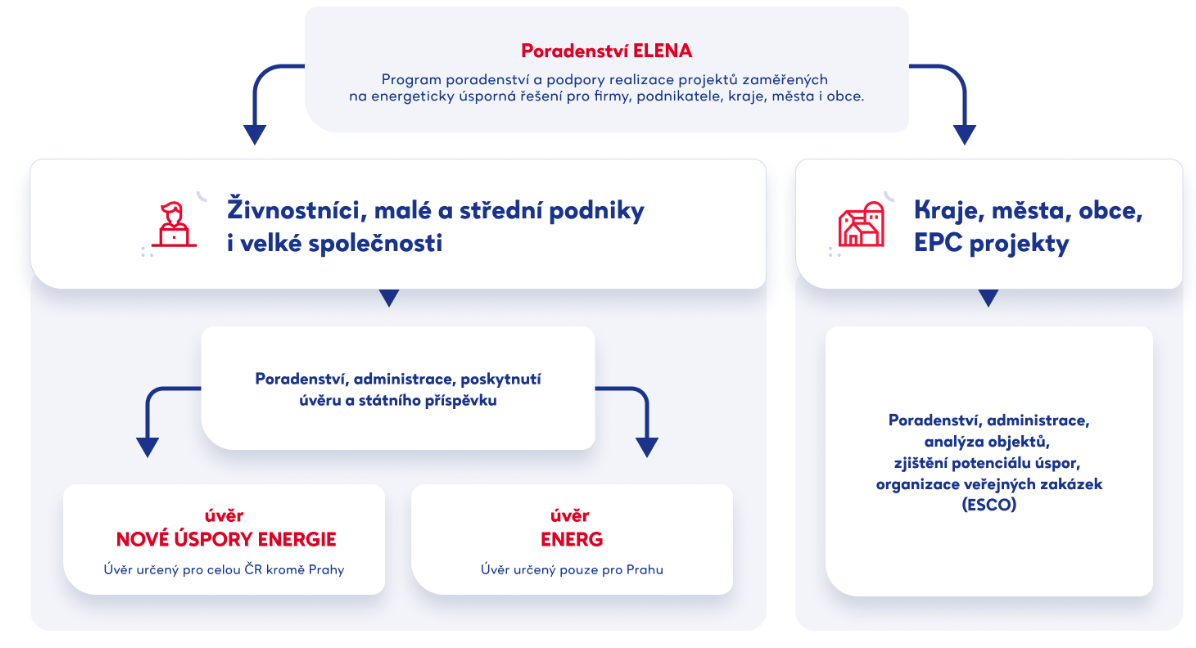 Poradenství ELENA
Program poradenství a podpory realizace projektů zaměřených
na energeticky úsporná řešení pro firmy, podnikatele, kraje, města i obce.
Živnostníci, malé a střední podniky
i velké společnosti
Kraje, města, obce,
EPC projekty
Poradenství, administrace, poskytnutí
úvěru a státního příspěvku
úvěr
NOVÉ ÚSPORY ENERGIE
Úvěr určený pro celou ČR kromě Prahy
úvěr
ENERG
Úvěr určený pouze pro Prahu
Poradenství, administrace,
analýza objektů,
zjištění potenciálu úspor,
organizace veřejných zakázek
(ESCO)